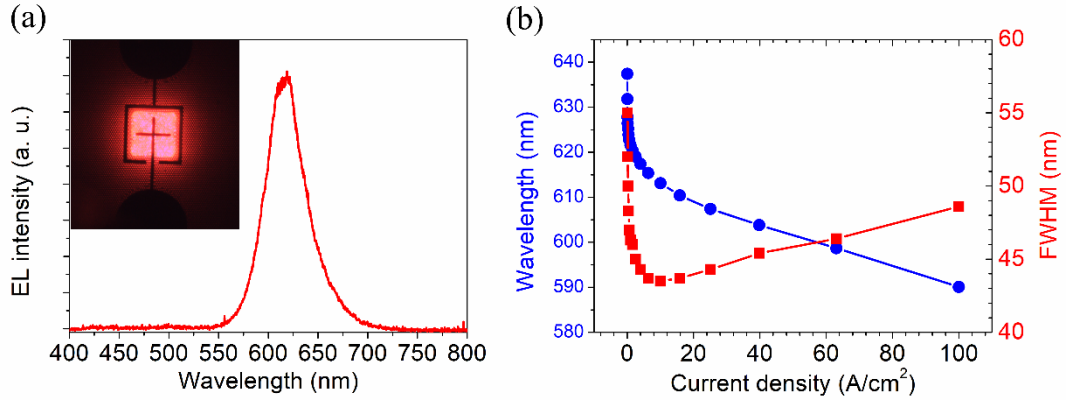 (a)
EL intensity (a. u.)
400 450 500 550 600 650 700 750 800
Wavelength (nm)
(b)
640
630
620
610
600
590
580
Wavelength (nm)
60
55
50
45
40
FWHM (nm)
0 20 40 60 80 100
Current density (A/cm²)